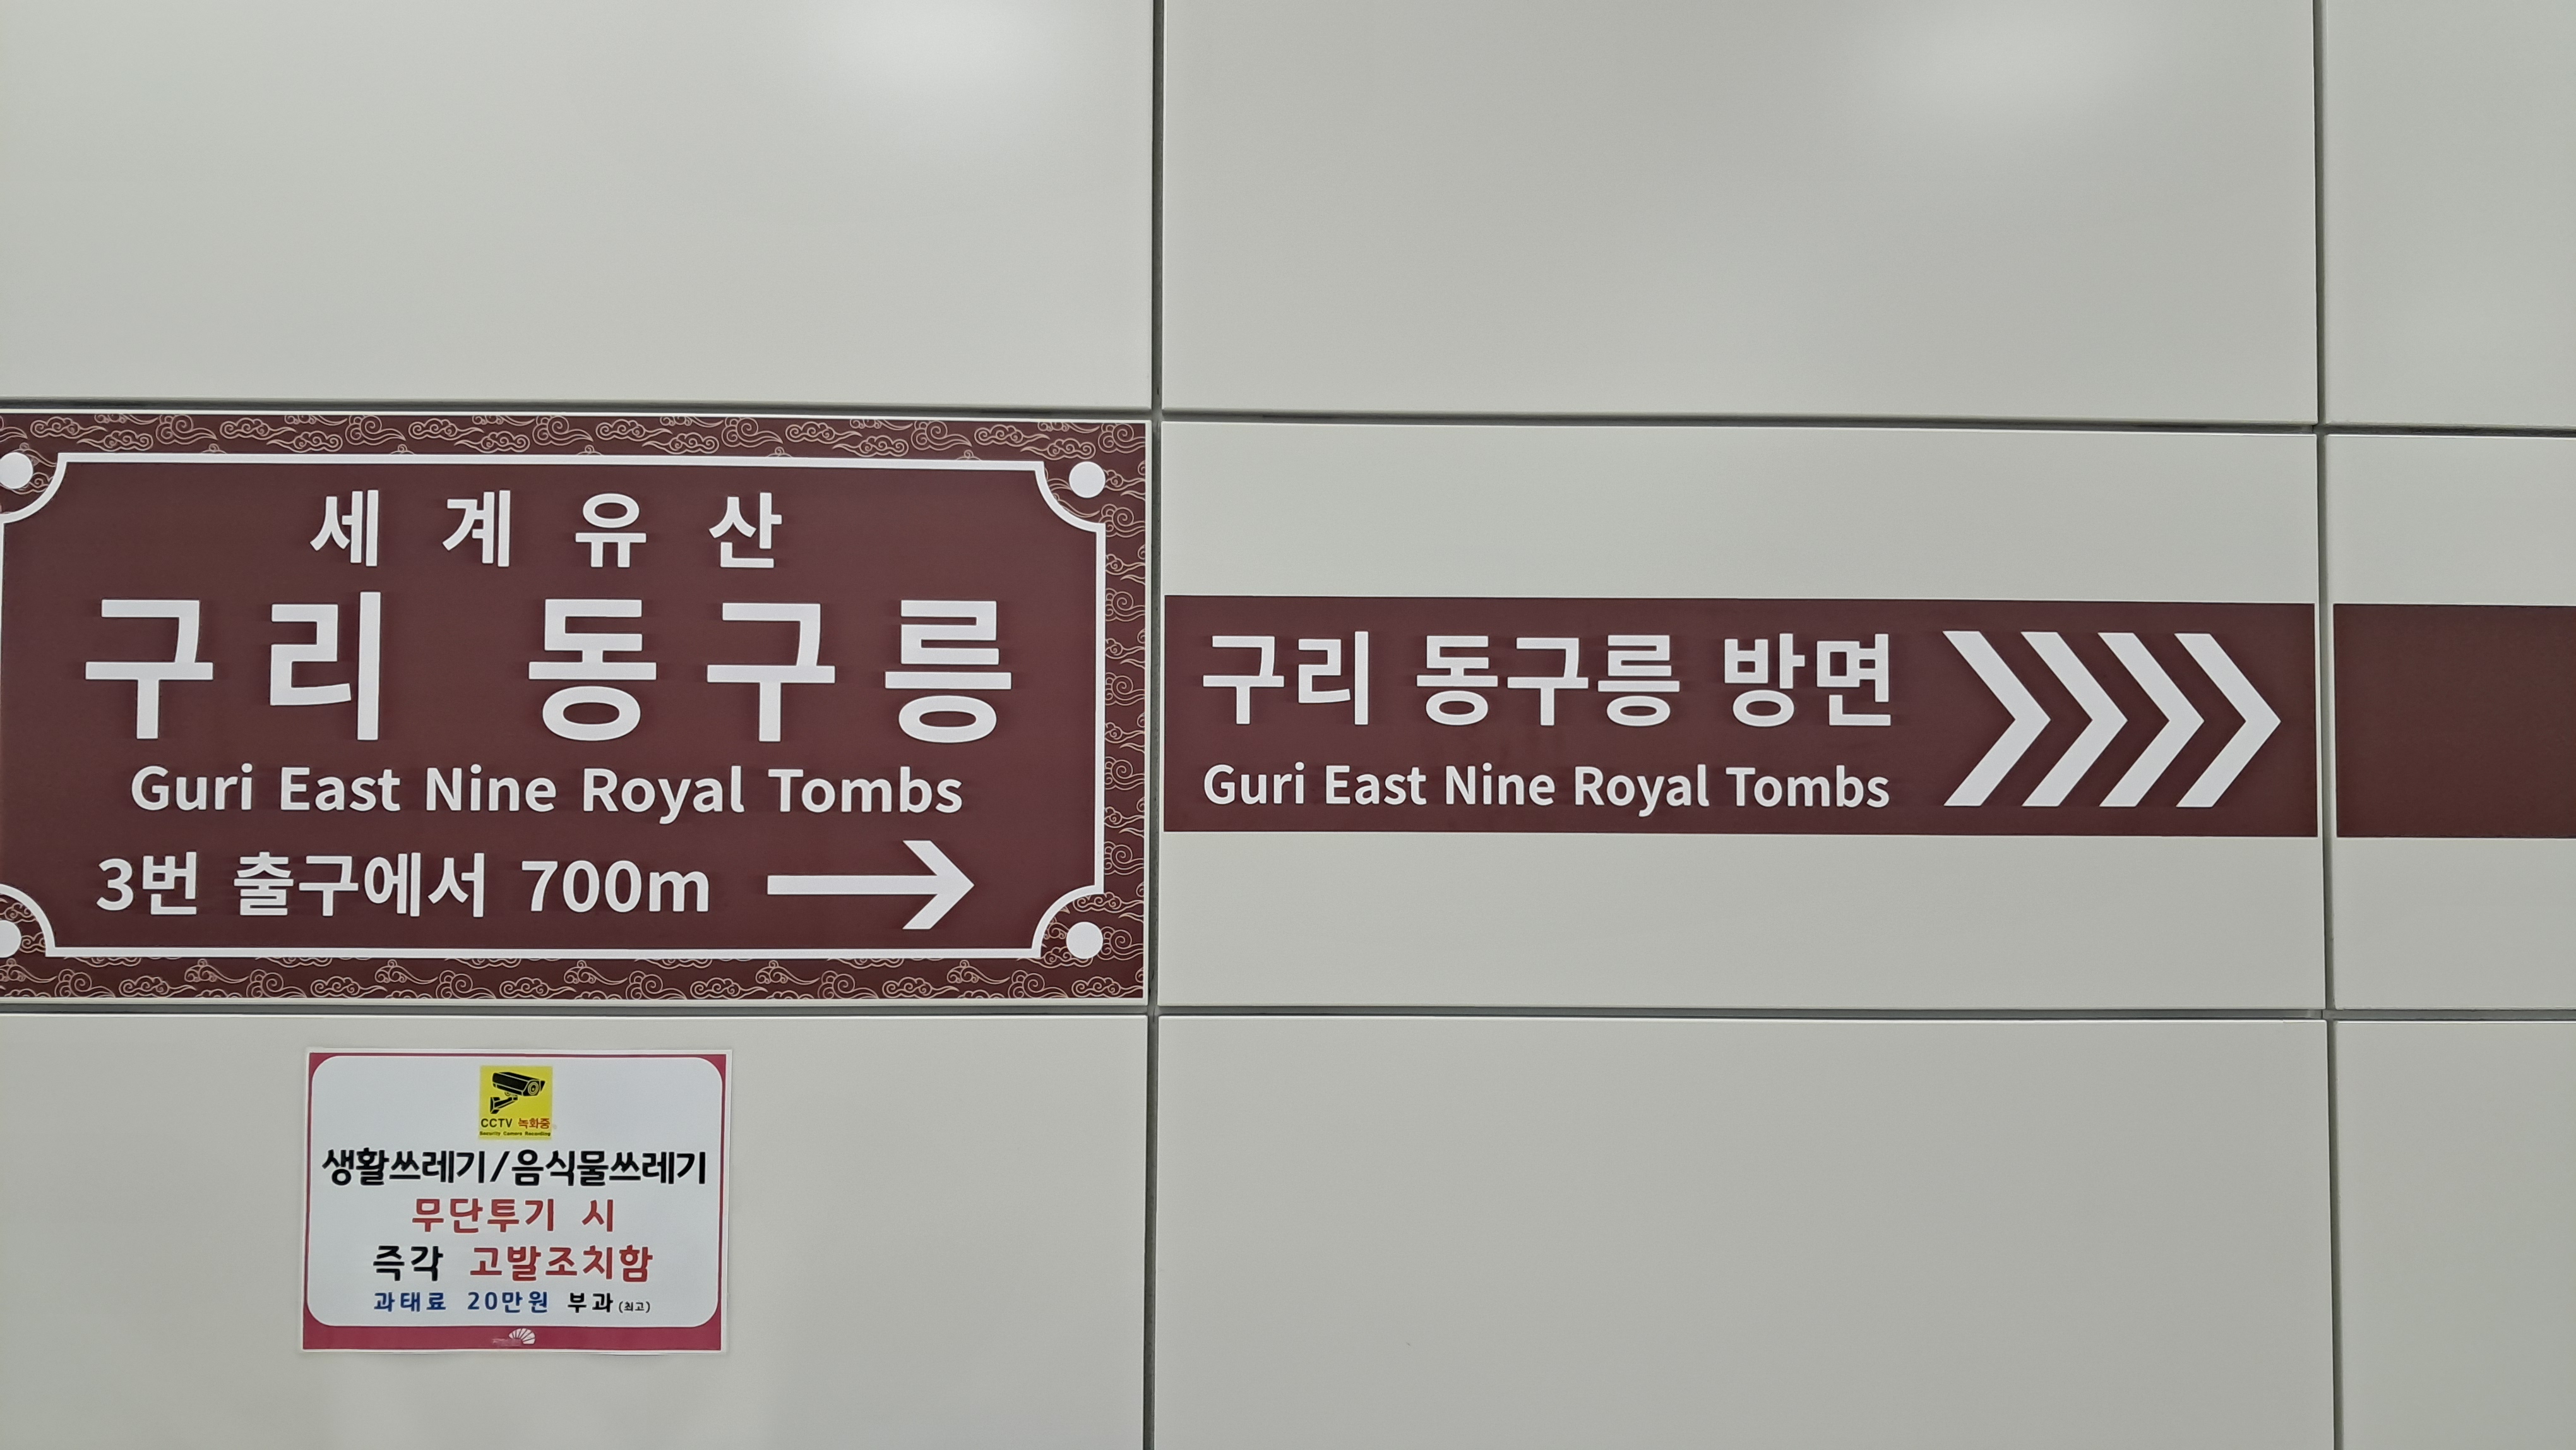 세계유산
구리 동구릉
Guri East Nine Royal Tombs
3번 출구에서 700m
구리 동구릉 방면
Guri East Nine Royal Tombs
CCTV 녹화중
Security Camera Recording
생활쓰레기/음식물쓰레기
무단투기 시
즉각 고발조치함
과태료 20만원 부과(최고)